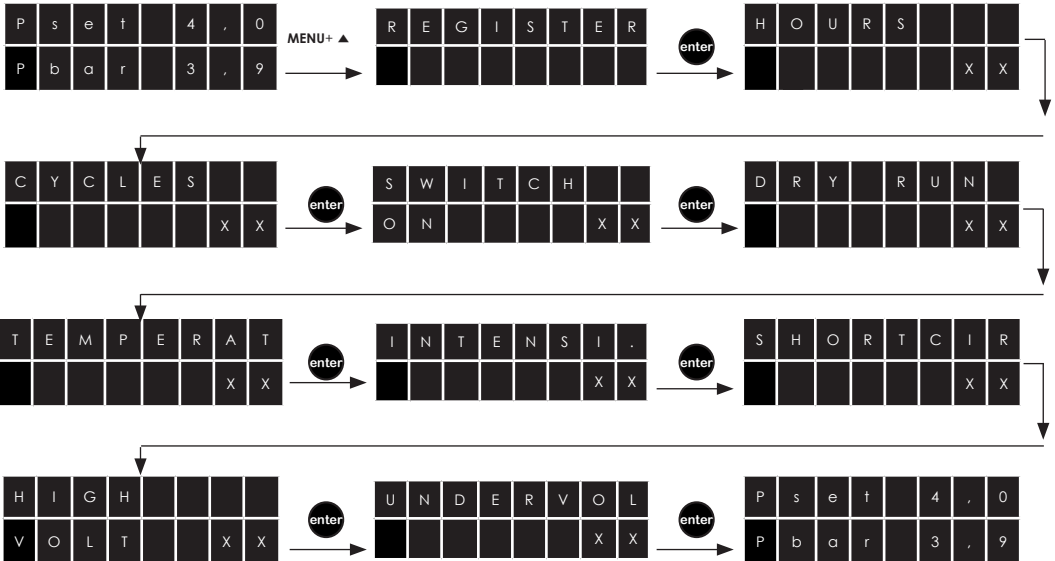 Pset 4,0
Pbar 3,9
MENU+ ▲
REGISTER
enter
HOURS
XX
CYCLES
XX
enter
SWITCH
ON XX
enter
DRY RUN
XX
TEMPERAT
XX
enter
INTENSI.
XX
enter
SHORTCIR
XX
HIGH
VOLT XX
enter
UNDERVOL
XX
enter
Pset 4,0
Pbar 3,9